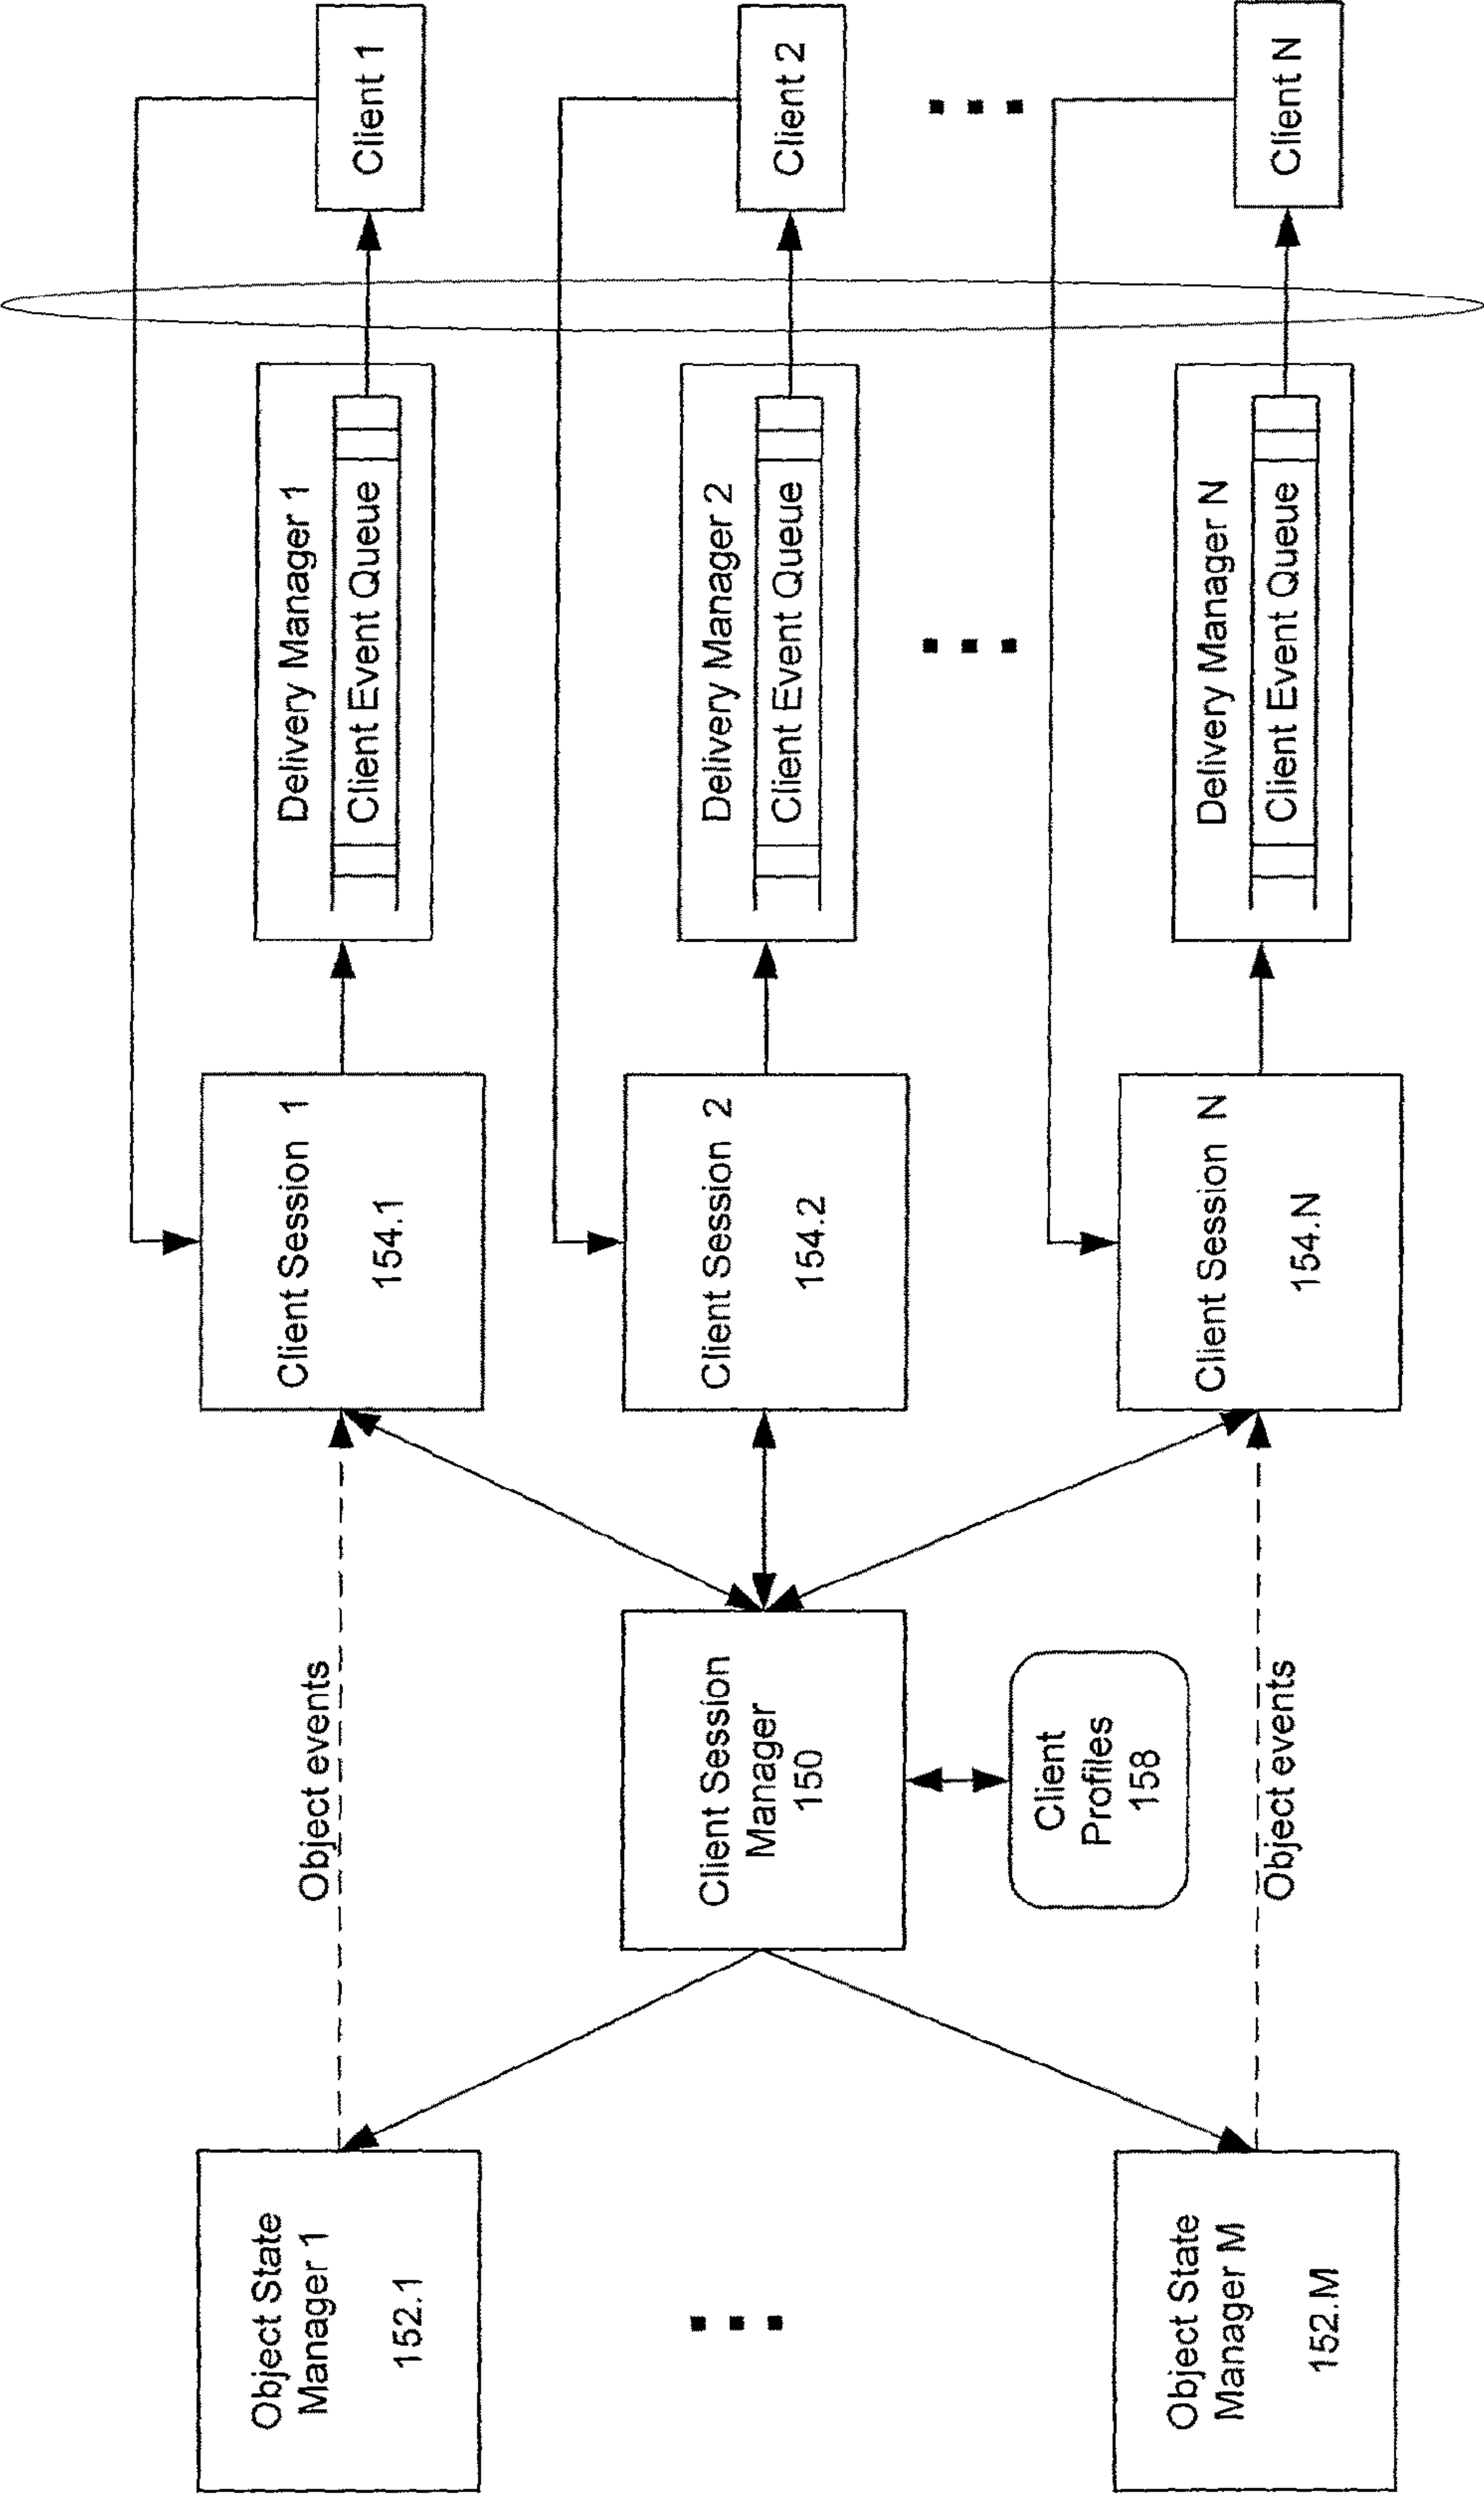 Object State
Manager 1
152.1
Object State
Manager M
152.M
Object events
Client Session
Manager
150
Client
Profiles
158
Object events
Client Session 1
154.1
Client Session 2
154.2
Client Session N
154.N
Delivery Manager 1
Client Event Queue
Delivery Manager 2
Client Event Queue
Delivery Manager N
Client Event Queue
Client 1
Client 2
Client N